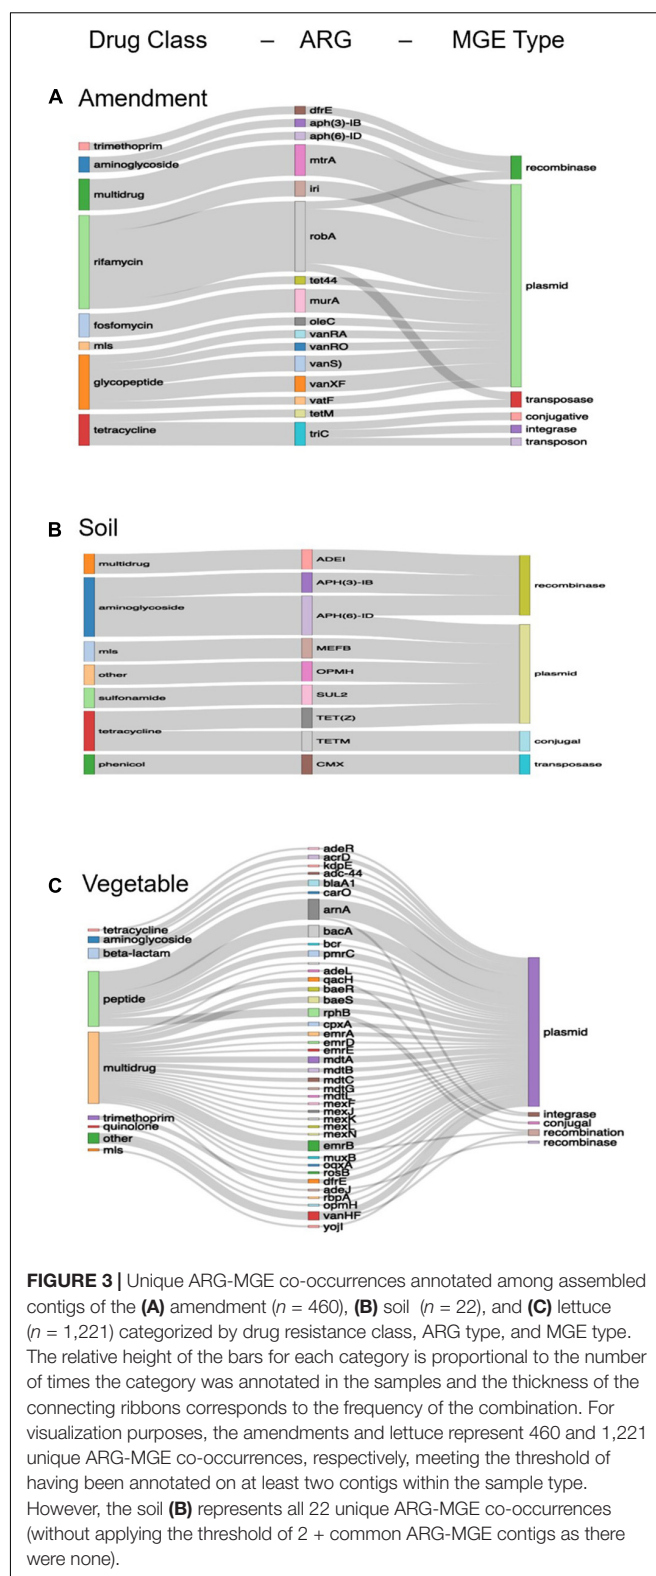 Drug Class – ARG – MGE Type
A Amendment
dfrE
aph(3)-IB
aph(6)-ID
trimethoprim
aminoglycoside
mtrA
recombinase
multidrug
iri
robA
rifamycin
tet44
plasmid
murA
fosfomycin
oleC
vanRA
mls
vanRO
vanS)
glycopeptide
vanXF
vatF
transposase
tetM
conjugative
tetracycline
triC
integrase
transposon
B Soil
multidrug
ADEI
APH(3)-IB
recombinase
aminoglycoside
APH(6)-ID
mls
MEFB
other
OPMH
plasmid
sulfonamide
SUL2
TET(Z)
tetracycline
TETM
conjugal
phenicol
CMX
transposase
C Vegetable
adeR
acrD
kdpE
adc-44
blaA1
carO
arnA
tetracycline
bacA
aminoglycoside
bcr
beta-lactam
pmrC
adeL
qacH
baeR
peptide
baeS
rphB
cpxA
emrA
plasmid
emrD
emrE
mdtA
multidrug
mdtB
mdtC
mdtG
mdtL
mexF
mexJ
integrase
trimethoprim
mexK
conjugal
quinolone
mexL
recombination
mexN
other
emrB
recombinase
mls
muxB
oqxA
rosB
dfrE
adeJ
rbpA
opmH
vanHF
yojI
FIGURE 3 | Unique ARG-MGE co-occurrences annotated among assembled
contigs of the (A) amendment (n = 460), (B) soil (n = 22), and (C) lettuce
(n = 1,221) categorized by drug resistance class, ARG type, and MGE type.
The relative height of the bars for each category is proportional to the number
of times the category was annotated in the samples and the thickness of the
connecting ribbons corresponds to the frequency of the combination. For
visualization purposes, the amendments and lettuce represent 460 and 1,221
unique ARG-MGE co-occurrences, respectively, meeting the threshold of
having been annotated on at least two contigs within the sample type.
However, the soil (B) represents all 22 unique ARG-MGE co-occurrences
(without applying the threshold of 2 + common ARG-MGE contigs as there
were none).